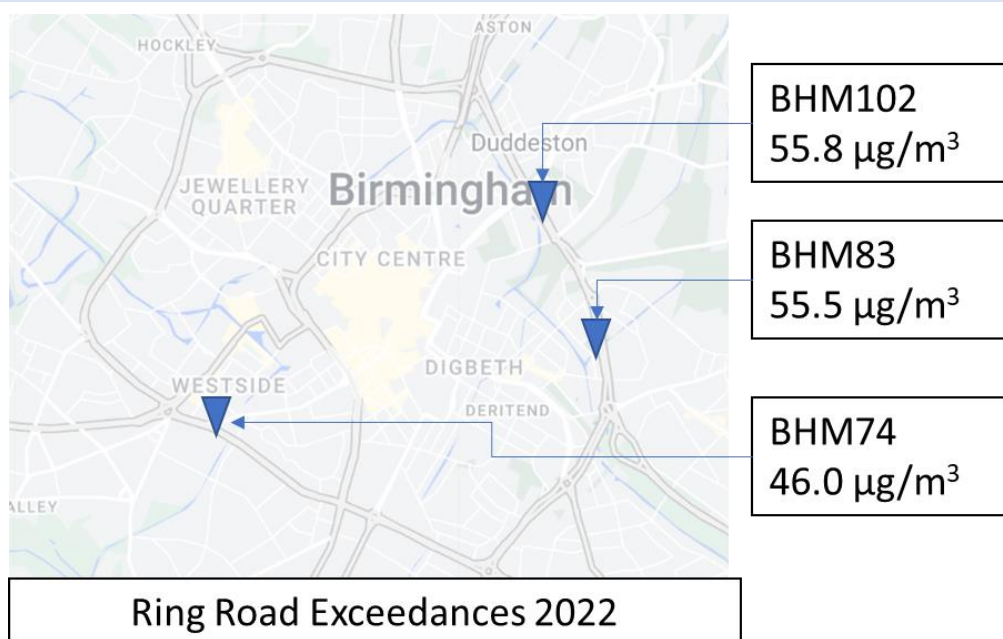 ASTON
HOCKLEY
Duddeston
JEWELLERY
QUARTER
Birmingham
CITY CENTRE
DIGBETH
WESTSIDE
DERITEND
ALLEY
BHM102
55.8 µg/m³
BHM83
55.5 µg/m³
BHM74
46.0 µg/m³
Ring Road Exceedances 2022